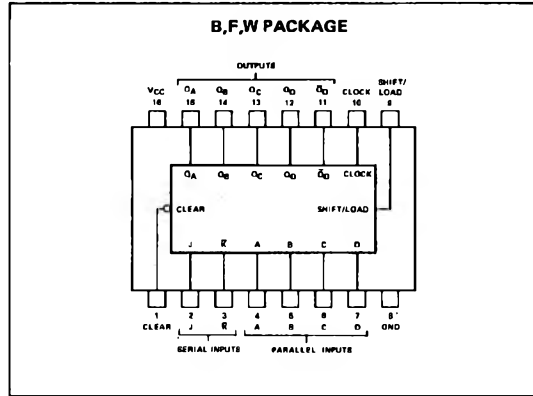 B,F,W PACKAGE
OUTPUTS
VCC QA QB QC QD Q̅D CLOCK SHIFT/
LOAD
16 15 14 13 12 11 10 9
QA QB QC QD Q̅D CLOCK
CLEAR SHIFT/LOAD
J K̅ A B C D
1 2 3 4 5 6 7 8
CLEAR J K̅ A B C D GND
SERIAL INPUTS PARALLEL INPUTS